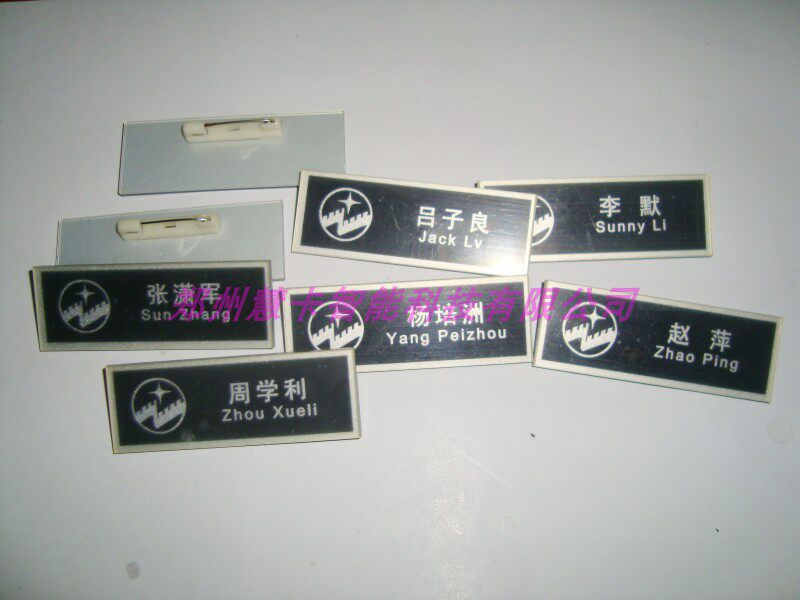 吕子良
Jack Lv
李 默
Sunny Li
张潇军
Sun Zhang
杨培洲
Yang Peizhou
赵 萍
Zhao Ping
周学利
Zhou Xueli
郑州慧卡智能科技有限公司